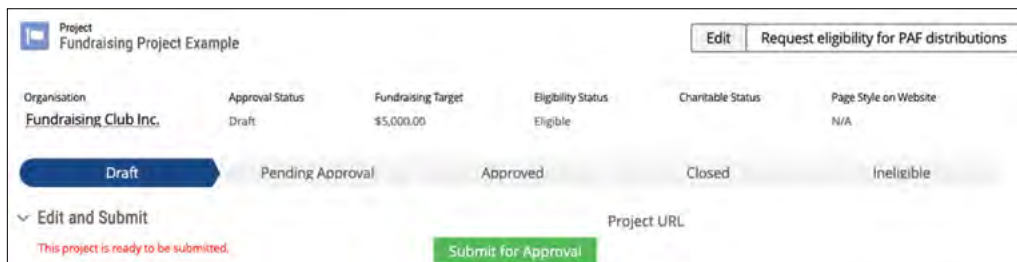 Project
Fundraising Project Example
Edit
Request eligibility for PAF distributions
Organisation
Approval Status
Fundraising Target
Eligibility Status
Charitable Status
Page Style on Website
Fundraising Club Inc.
Draft
$5,000.00
Eligible
N/A
Draft
Pending Approval
Approved
Closed
Ineligible
Edit and Submit
Project URL
This project is ready to be submitted.
Submit for Approval